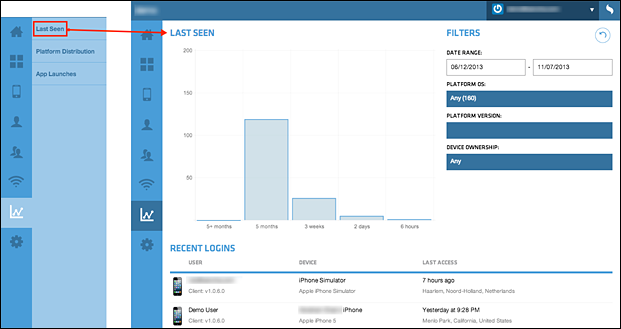 Last Seen
Platform Distribution
App Launches
LAST SEEN
200
150
100
50
5+ months
5 months
3 weeks
2 days
6 hours
FILTERS
DATE RANGE:
06/12/2013 - 11/07/2013
PLATFORM OS:
Any (160)
PLATFORM VERSION:
DEVICE OWNERSHIP:
Any
RECENT LOGINS
USER DEVICE LAST ACCESS
iPhone Simulator 7 hours ago
Client: v1.0.6.0 Apple iPhone Simulator Haarlem, Noord-Holland, Netherlands
Demo User iPhone Yesterday at 9:28 PM
Client: v1.0.6.0 Apple iPhone 5 Menlo Park, California, United States